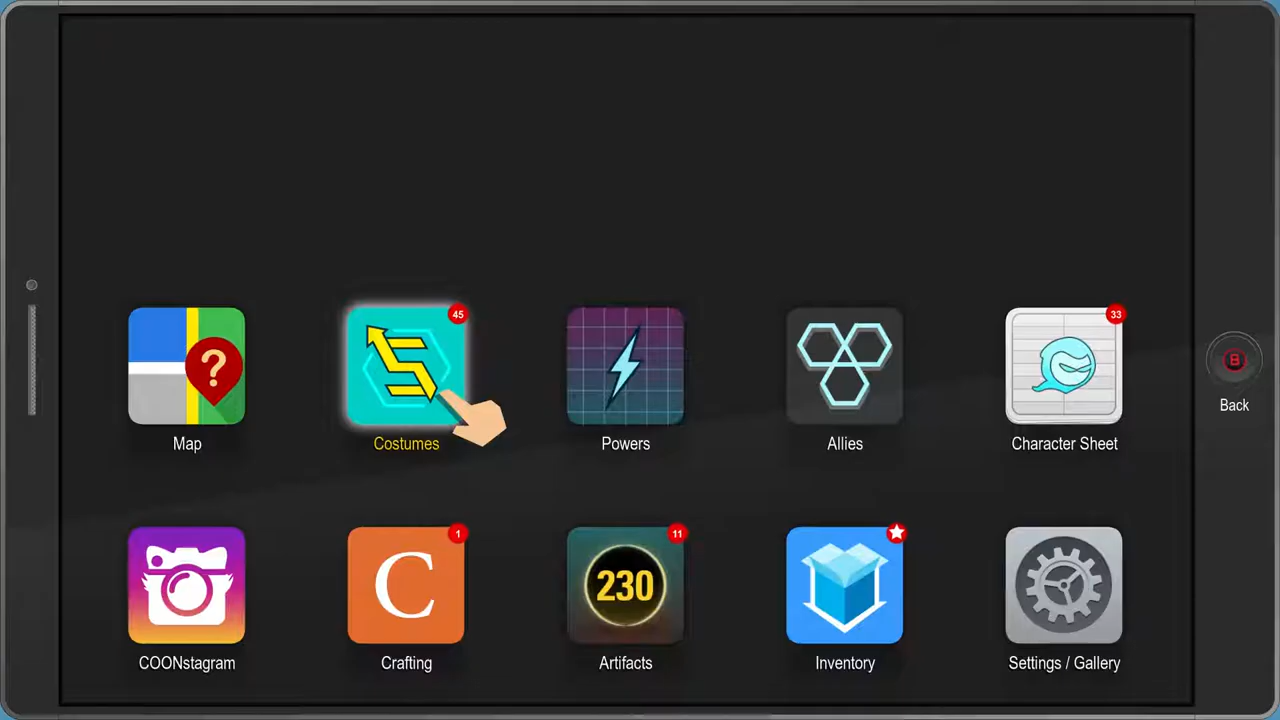 45
33
?
B
Back
Map
Costumes
Powers
Allies
Character Sheet
1
11
C
230
COONstagram
Crafting
Artifacts
Inventory
Settings / Gallery